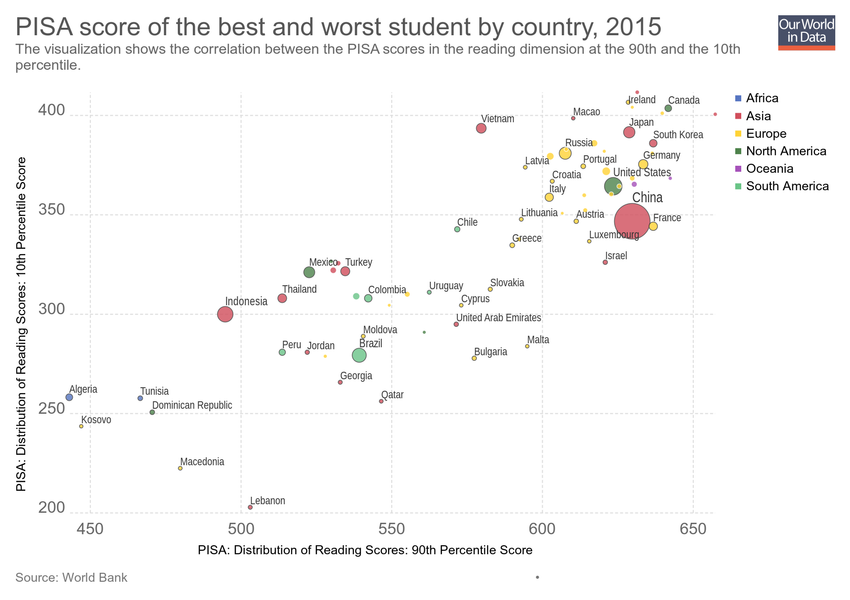 PISA score of the best and worst student by country, 2015
Our World
in Data
The visualization shows the correlation between the PISA scores in the reading dimension at the 90th and the 10th
percentile.
Africa
Asia
Europe
North America
Oceania
South America
PISA: Distribution of Reading Scores: 10th Percentile Score
400
Ireland
Canada
Macao
Vietnam
Japan
South Korea
Russia
Germany
Latvia
Portugal
Croatia
United States
Italy
China
350
Lithuania
Austria
France
Chile
Greece
Luxembourg
Israel
Mexico
Turkey
Thailand
Colombia
Uruguay
Slovakia
Indonesia
Cyprus
300
United Arab Emirates
Moldova
Peru
Jordan
Brazil
Malta
Bulgaria
Georgia
Algeria
Tunisia
Qatar
Dominican Republic
250
Kosovo
Macedonia
Lebanon
200
450
500
550
600
650
PISA: Distribution of Reading Scores: 90th Percentile Score
Source: World Bank